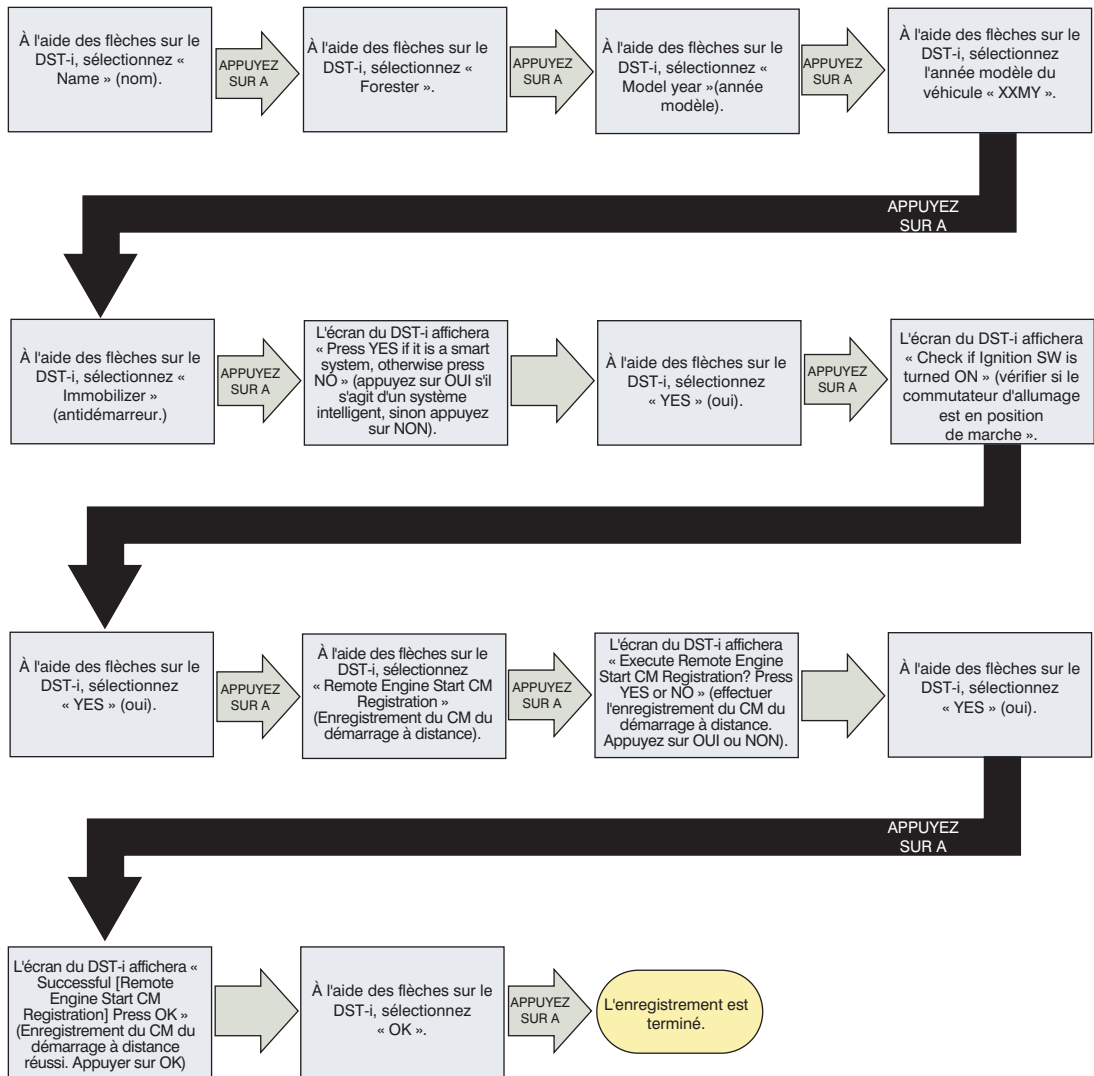 À l'aide des flèches sur le
DST-i, sélectionnez «
Name » (nom).
APPUYEZ
SUR A
À l'aide des flèches sur le
DST-i, sélectionnez «
Forester ».
APPUYEZ
SUR A
À l'aide des flèches sur le
DST-i, sélectionnez «
Model year »(année
modèle).
APPUYEZ
SUR A
À l'aide des flèches sur le
DST-i, sélectionnez
l'année modèle du
véhicule « XXMY ».
APPUYEZ
SUR A
À l'aide des flèches sur le
DST-i, sélectionnez «
Immobilizer »
(antidémarreur.)
APPUYEZ
SUR A
L'écran du DST-i affichera
« Press YES if it is a smart
system, otherwise press
NO » (appuyez sur OUI s'il
s'agit d'un système
intelligent, sinon appuyez
sur NON).
À l'aide des flèches sur le
DST-i, sélectionnez
« YES » (oui).
APPUYEZ
SUR A
L'écran du DST-i affichera
« Check if Ignition SW is
turned ON » (vérifier si le
commutateur d'allumage
est en position
de marche ».
À l'aide des flèches sur le
DST-i, sélectionnez
« YES » (oui).
APPUYEZ
SUR A
À l'aide des flèches sur le
DST-i, sélectionnez
« Remote Engine Start CM
Registration »
(Enregistrement du CM du
démarrage à distance).
APPUYEZ
SUR A
L'écran du DST-i affichera
« Execute Remote Engine
Start CM Registration? Press
YES or NO » (effectuer
l'enregistrement du CM du
démarrage à distance.
Appuyez sur OUI ou NON).
À l'aide des flèches sur le
DST-i, sélectionnez
« YES » (oui).
APPUYEZ
SUR A
L'écran du DST-i affichera «
Successful [Remote
Engine Start CM
Registration] Press OK »
(Enregistrement du CM du
démarrage à distance
réussi. Appuyer sur OK)
À l'aide des flèches sur le
DST-i, sélectionnez
« OK ».
APPUYEZ
SUR A
L'enregistrement est
terminé.